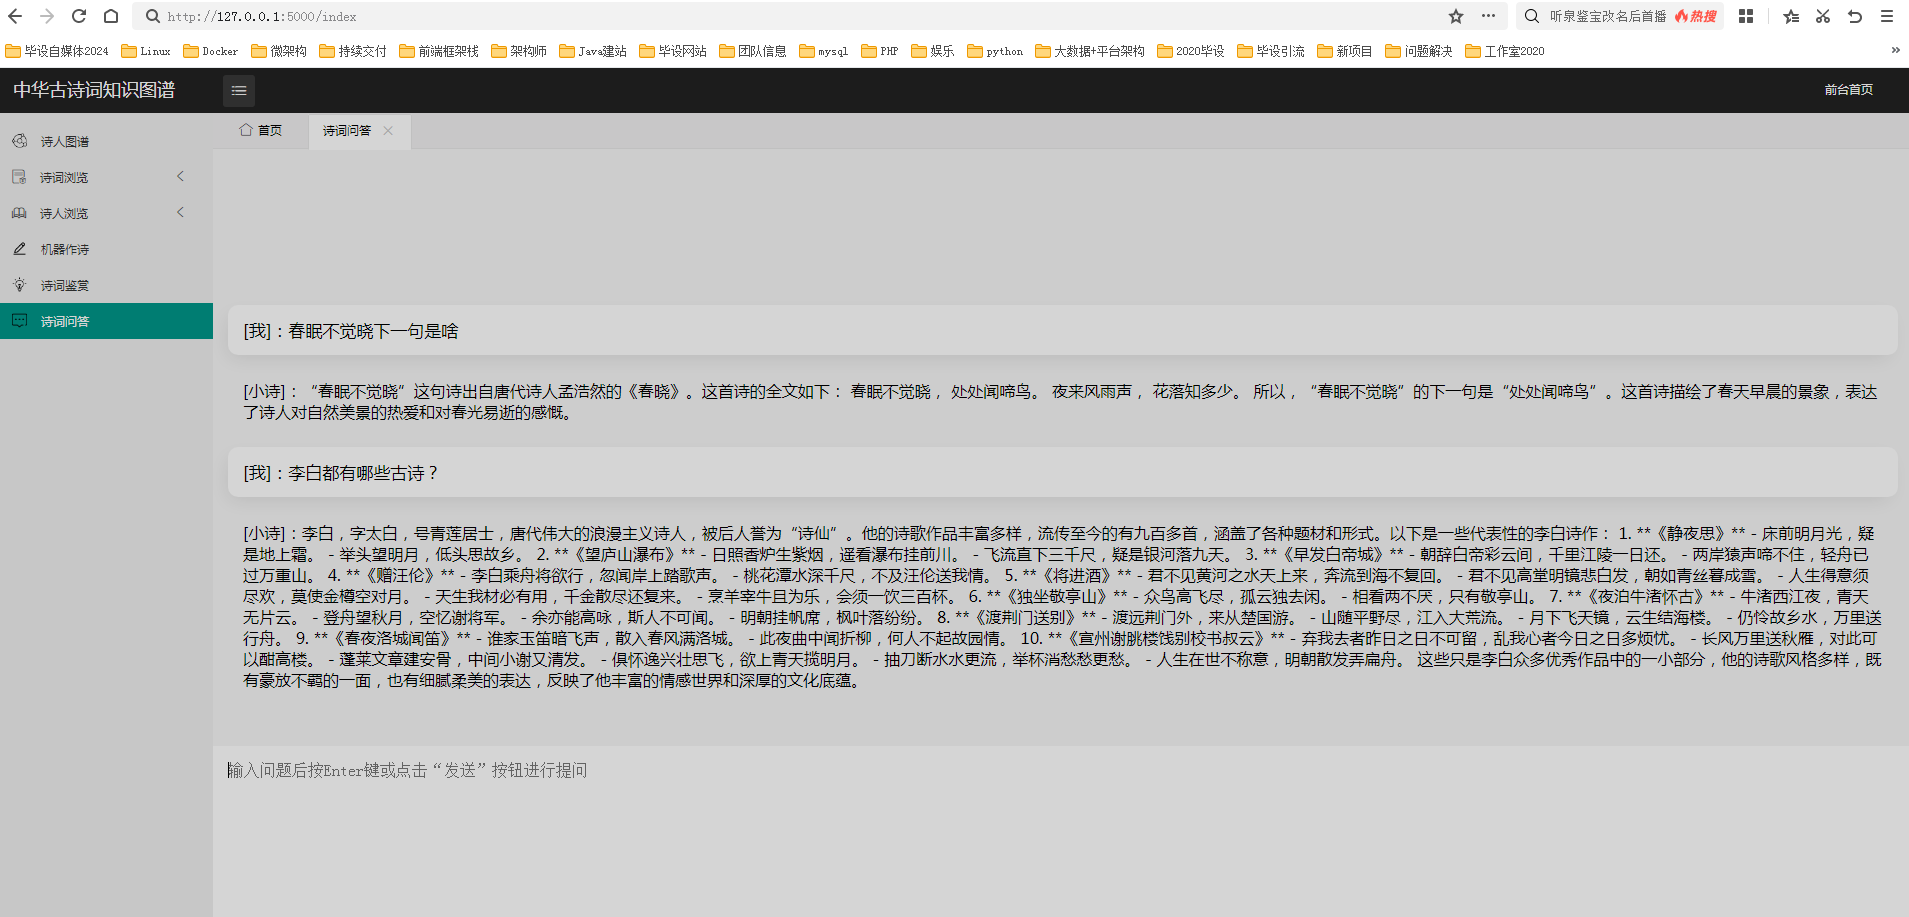 http://127.0.0.1:5000/index
听泉鉴宝改名后首播 热搜
毕设自媒体2024 Linux Docker 微架构 持续交付 前端框架栈 架构师 Java建站 毕设网站 团队信息 mysql PHP 娱乐 python 大数据+平台架构 2020毕设 毕设引流 新项目 问题解决 工作室2020 »
中华古诗词知识图谱
前台首页
诗人图谱
诗词浏览
诗人浏览
机器作诗
诗词鉴赏
诗词问答
首页 诗词问答
[我]：春眠不觉晓下一句是啥
[小诗]：“春眠不觉晓”这句诗出自唐代诗人孟浩然的《春晓》。这首诗的全文如下： 春眠不觉晓， 处处闻啼鸟。 夜来风雨声， 花落知多少。 所以，“春眠不觉晓”的下一句是“处处闻啼鸟”。这首诗描绘了春天早晨的景象，表达
了诗人对自然美景的热爱和对春光易逝的感慨。
[我]：李白都有哪些古诗？
[小诗]：李白，字太白，号青莲居士，唐代伟大的浪漫主义诗人，被后人誉为“诗仙”。他的诗歌作品丰富多样，流传至今的有九百多首，涵盖了各种题材和形式。以下是一些代表性的李白诗作： 1. **《静夜思》** - 床前明月光，疑
是地上霜。 - 举头望明月，低头思故乡。 2. **《望庐山瀑布》** - 日照香炉生紫烟，遥看瀑布挂前川。 - 飞流直下三千尺，疑是银河落九天。 3. **《早发白帝城》** - 朝辞白帝彩云间，千里江陵一日还。 - 两岸猿声啼不住，轻舟已
过万重山。 4. **《赠汪伦》** - 李白乘舟将欲行，忽闻岸上踏歌声。 - 桃花潭水深千尺，不及汪伦送我情。 5. **《将进酒》** - 君不见黄河之水天上来，奔流到海不复回。 - 君不见高堂明镜悲白发，朝如青丝暮成雪。 - 人生得意须
尽欢，莫使金樽空对月。 - 天生我材必有用，千金散尽还复来。 - 烹羊宰牛且为乐，会须一饮三百杯。 6. **《独坐敬亭山》** - 众鸟高飞尽，孤云独去闲。 - 相看两不厌，只有敬亭山。 7. **《夜泊牛渚怀古》** - 牛渚西江夜，青天
无片云。 - 登舟望秋月，空忆谢将军。 - 余亦能高咏，斯人不可闻。 - 明朝挂帆席，枫叶落纷纷。 8. **《渡荆门送别》** - 渡远荆门外，来从楚国游。 - 山随平野尽，江入大荒流。 - 月下飞天镜，云生结海楼。 - 仍怜故乡水，万里送
行舟。 9. **《春夜洛城闻笛》** - 谁家玉笛暗飞声，散入春风满洛城。 - 此夜曲中闻折柳，何人不起故园情。 10. **《宣州谢朓楼饯别校书叔云》** - 弃我去者昨日之日不可留，乱我心者今日之日多烦忧。 - 长风万里送秋雁，对此可
以酣高楼。 - 蓬莱文章建安骨，中间小谢又清发。 - 俱怀逸兴壮思飞，欲上青天揽明月。 - 抽刀断水水更流，举杯消愁愁更愁。 - 人生在世不称意，明朝散发弄扁舟。 这些只是李白众多优秀作品中的一小部分，他的诗歌风格多样，既
有豪放不羁的一面，也有细腻柔美的表达，反映了他丰富的情感世界和深厚的文化底蕴。
输入问题后按Enter键或点击“发送”按钮进行提问